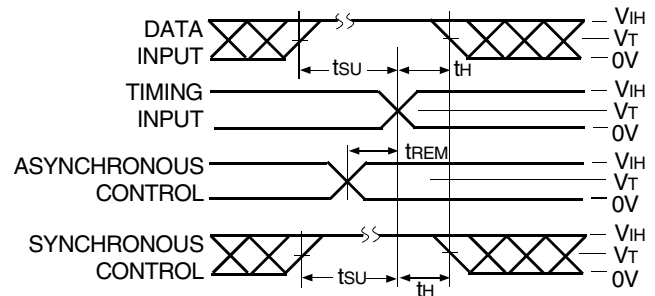 DATA INPUT
VIH
VT
0V
tSU
tH
TIMING INPUT
VIH
VT
0V
tREM
ASYNCHRONOUS CONTROL
VIH
VT
0V
SYNCHRONOUS CONTROL
VIH
VT
0V
tSU
tH